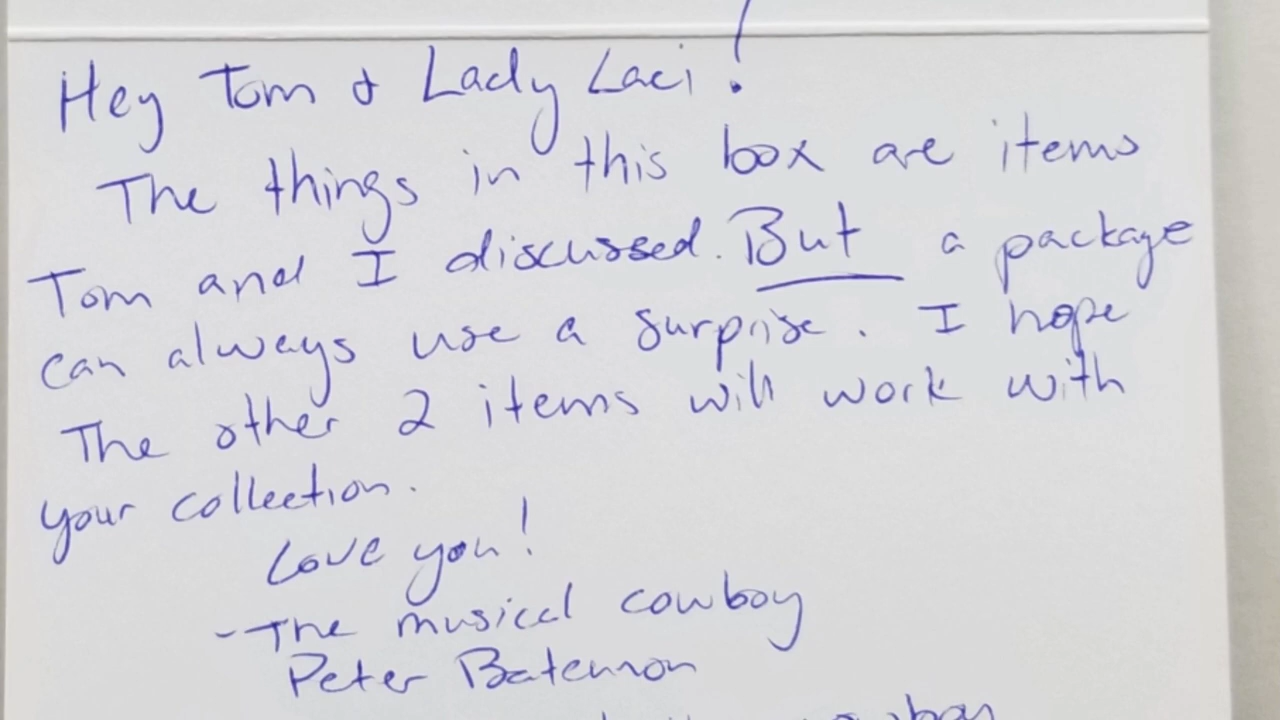 Hey Tom & Lady Laci!
The things in this box are items
Tom and I discussed. But a package
can always use a surprise. I hope
The other 2 items will work with
your collection.
Love you!
-The musical cowboy
Peter Batemon